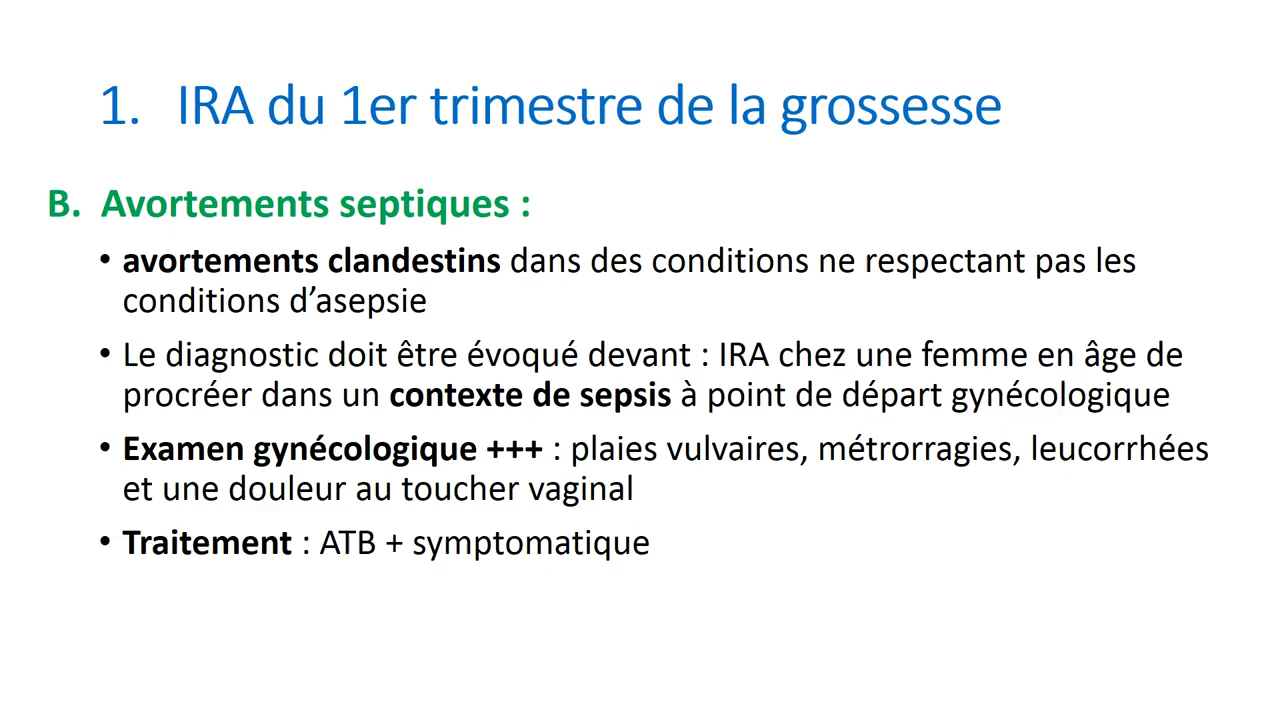 1. IRA du 1er trimestre de la grossesse
B. Avortements septiques :
• avortements clandestins dans des conditions ne respectant pas les
conditions d’asepsie
• Le diagnostic doit être évoqué devant : IRA chez une femme en âge de
procréer dans un contexte de sepsis à point de départ gynécologique
• Examen gynécologique +++ : plaies vulvaires, métrorragies, leucorrhées
et une douleur au toucher vaginal
• Traitement : ATB + symptomatique